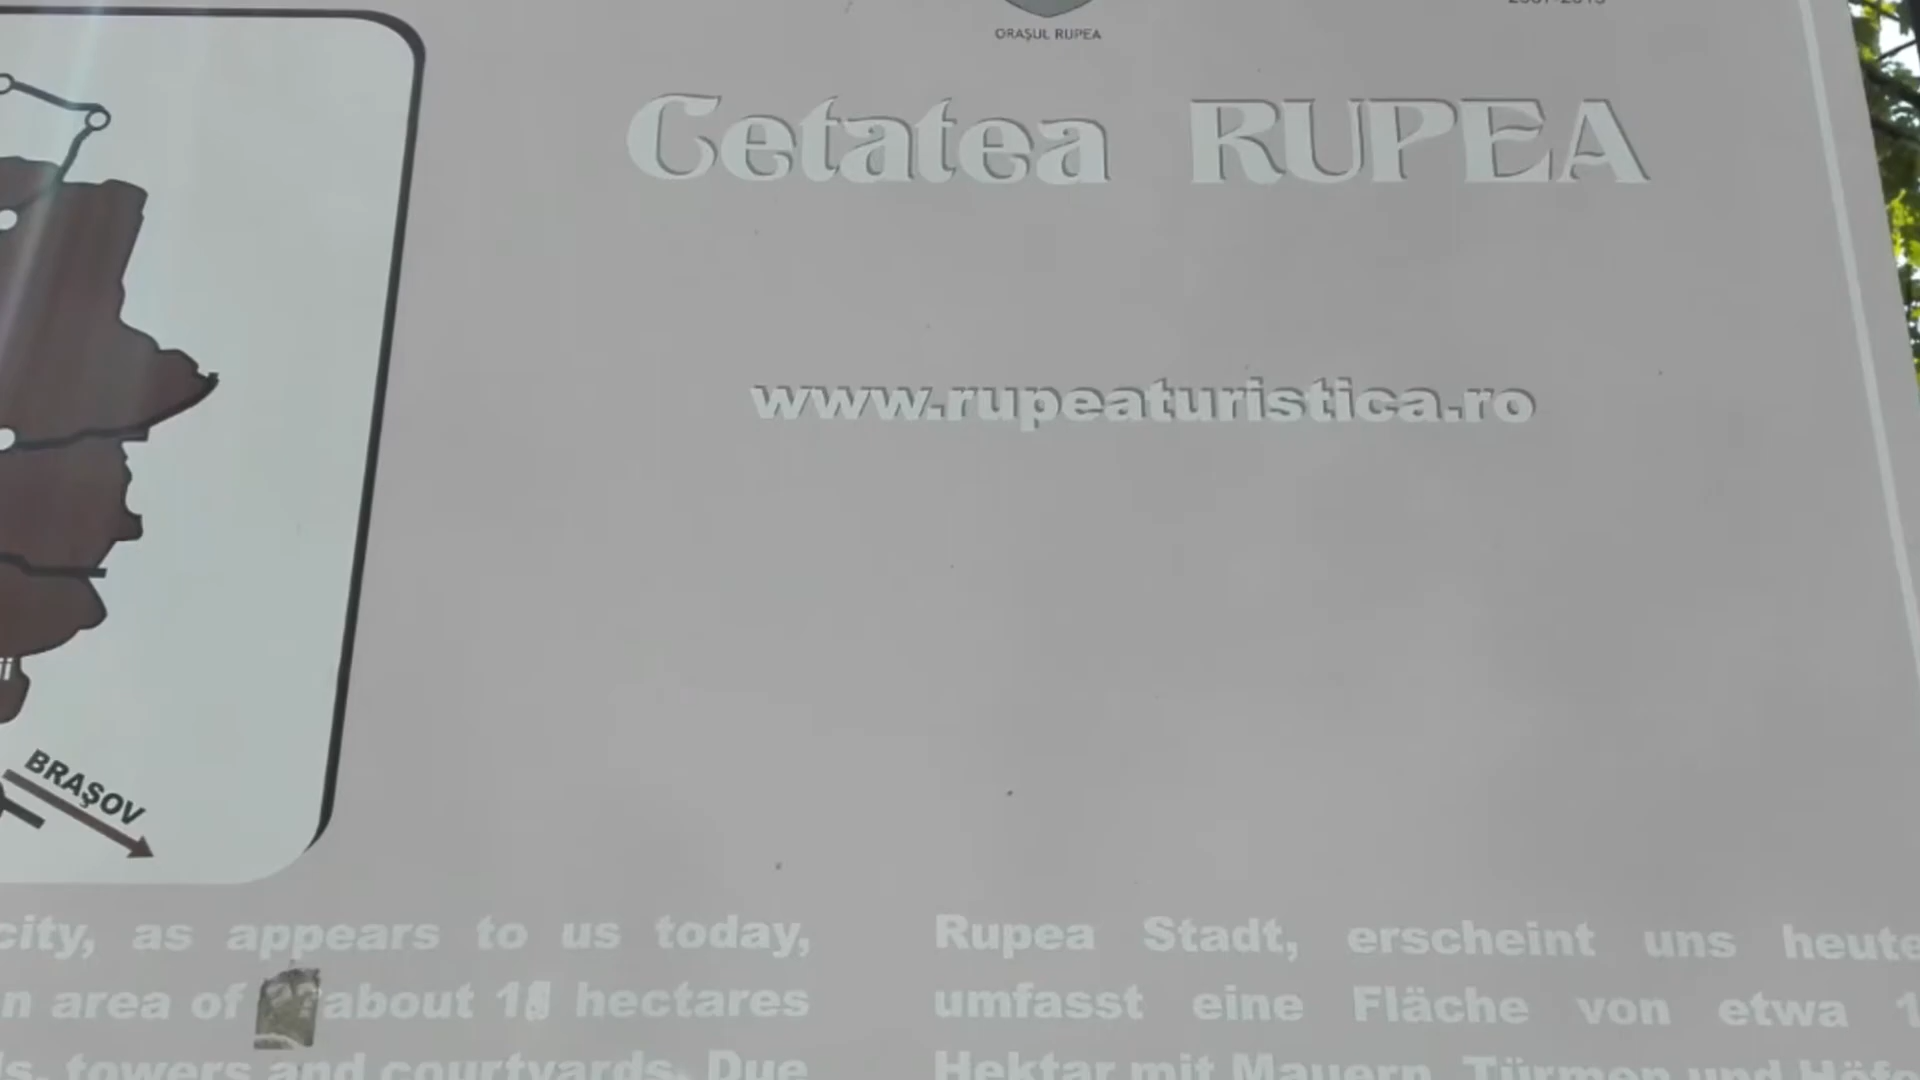 ORAŞUL RUPEA
Cetatea RUPEA
www.rupeaturistica.ro
BRAŞOV
city, as appears to us today,
n area of about hectares
towers and courtyards. Due
Rupea Stadt, erscheint uns heute
umfasst eine Fläche von etwa 1
Hektar mit Mauern, Türmen und Höfe